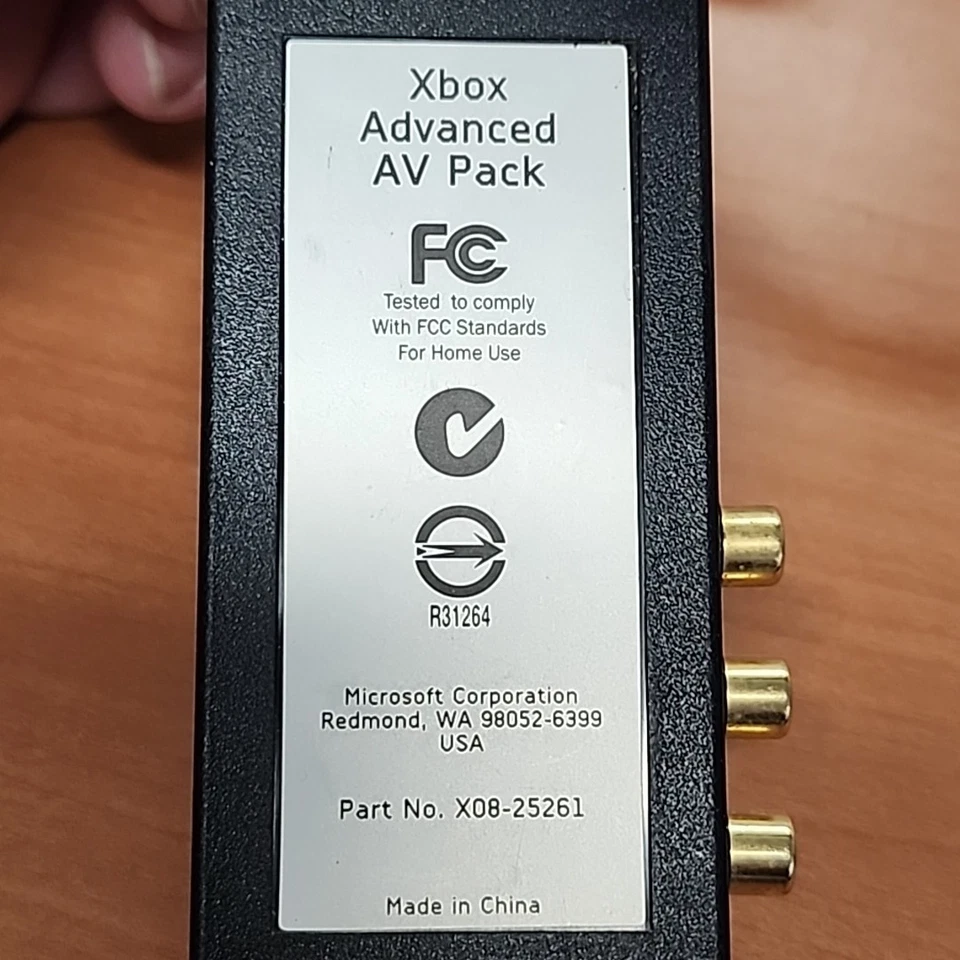 Xbox
Advanced
AV Pack
FC
Tested to comply
With FCC Standards
For Home Use
R31264
Microsoft Corporation
Redmond, WA 98052-6399
USA
Part No. X08-25261
Made in China